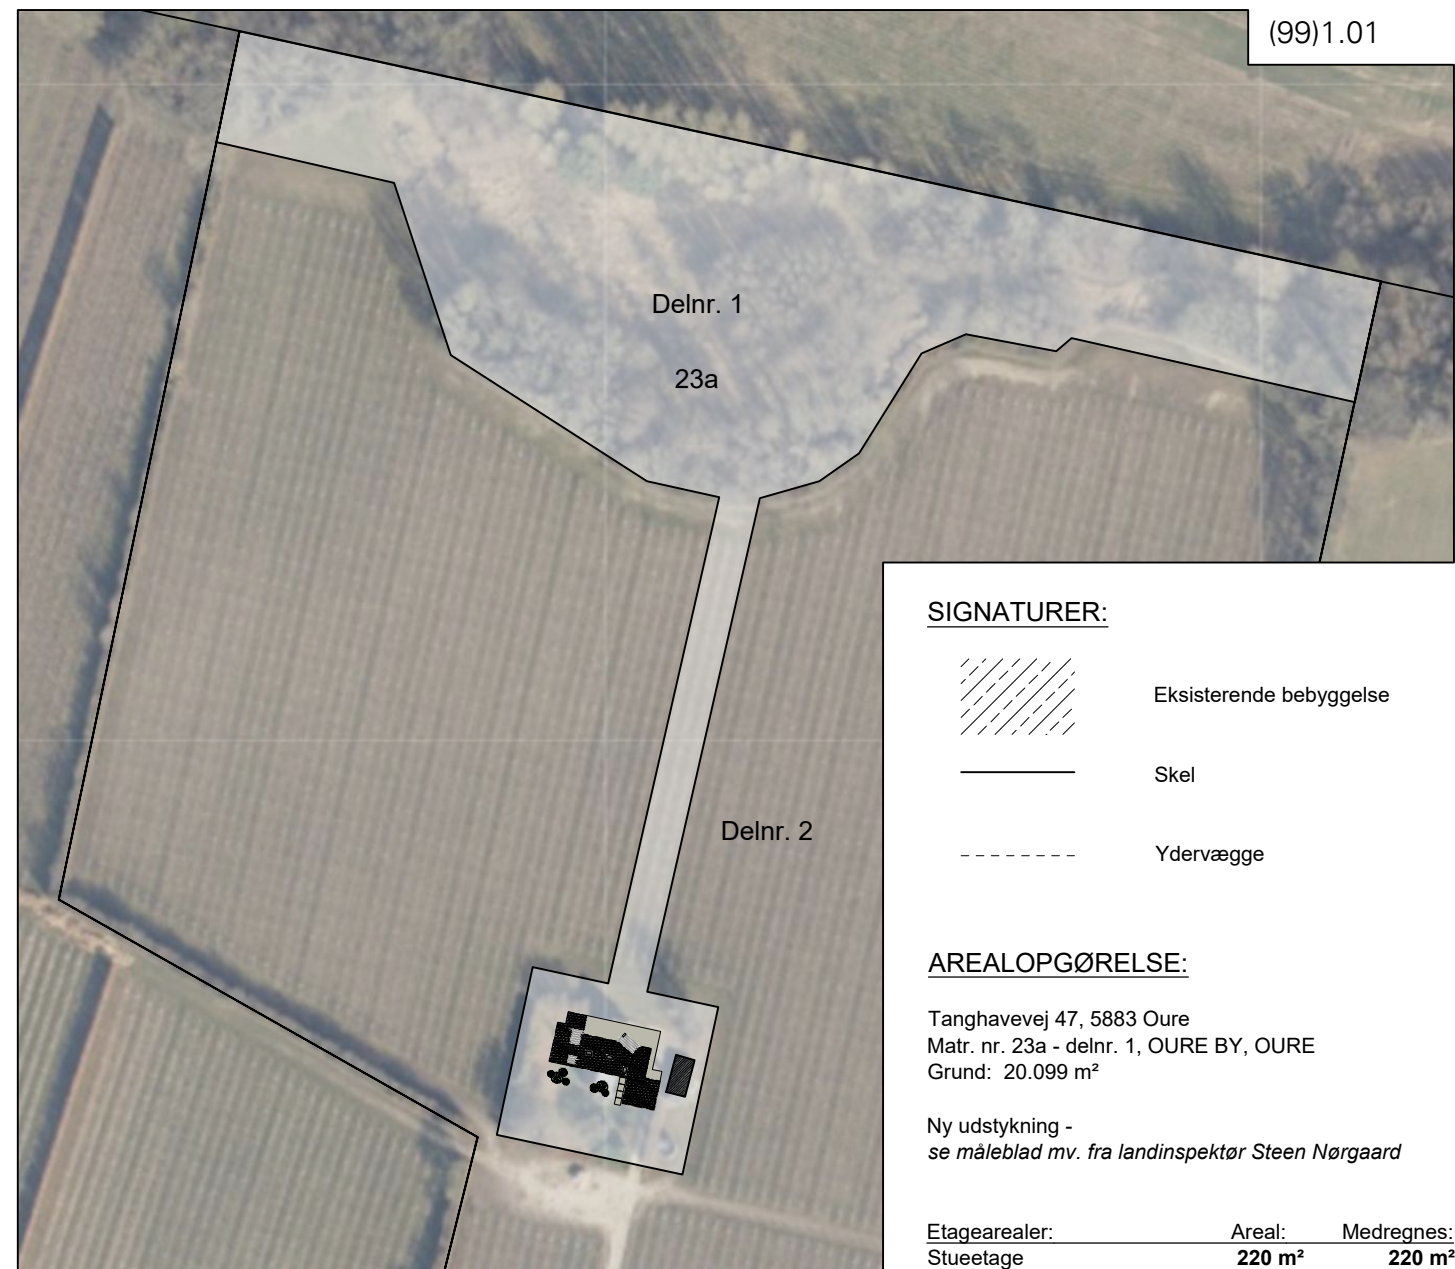 (99)1.01
Delnr. 1
23a
Delnr. 2
SIGNATURER:
Eksisterende bebyggelse
Skel
Ydervægge
AREALOPGØRELSE:
Tanghavevej 47, 5883 Oure
Matr. nr. 23a - delnr. 1, OURE BY, OURE
Grund: 20.099 m²
Ny udstykning -
se måleblad mv. fra landinspektør Steen Nørgaard
Etagearealer: Areal: Medregnes:
Stueetage 220 m² 220 m²